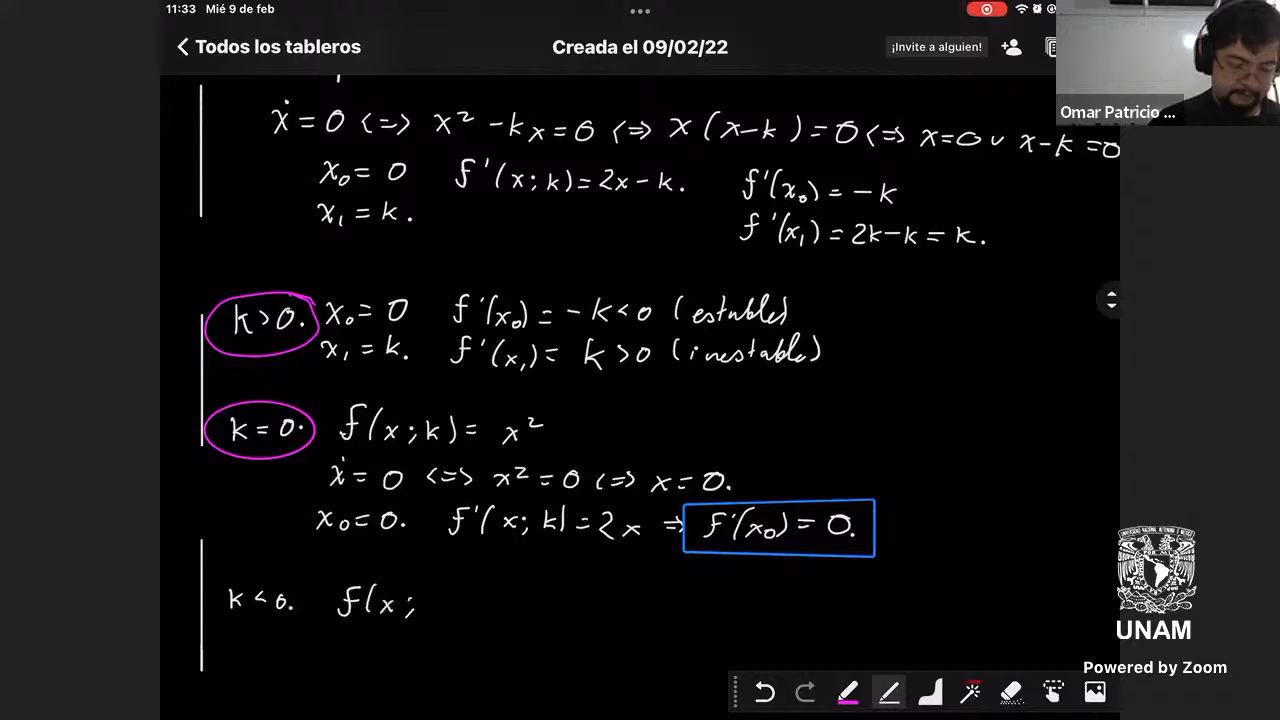 11:33 Mié 9 de feb
Todos los tableros
Creada el 09/02/22
¡Invite a alguien!
Omar Patricio ...
ẋ = 0 <=> x² - kx = 0 <=> x(x-k) = 0 <=> x=0 ∪ x-k=0
x₀ = 0 f'(x; k) = 2x - k. f'(x₀) = -k
x₁ = k. f'(x₁) = 2k-k = k.
k>0. x₀ = 0 f'(x₀) = -k<0 (estable)
x₁ = k. f'(x₁) = k>0 (inestable)
k = 0. f(x; k) = x²
ẋ = 0 <=> x² = 0 <=> x = 0.
x₀ = 0. f'(x; k) = 2x => f'(x₀) = 0.
k < 0. f(x;
UNAM
Powered by Zoom